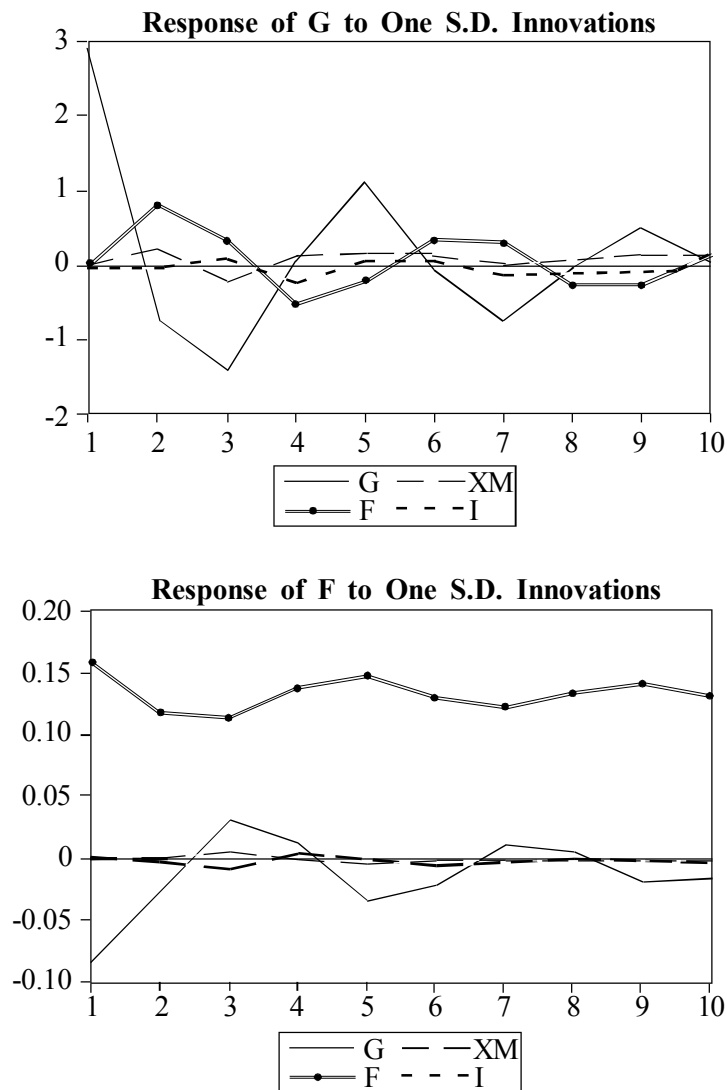 Response of G to One S.D. Innovations
3
2
1
0
-1
-2
1 2 3 4 5 6 7 8 9 10
G XM
F I
Response of F to One S.D. Innovations
0.20
0.15
0.10
0.05
0
-0.05
-0.10
1 2 3 4 5 6 7 8 9 10
G XM
F I